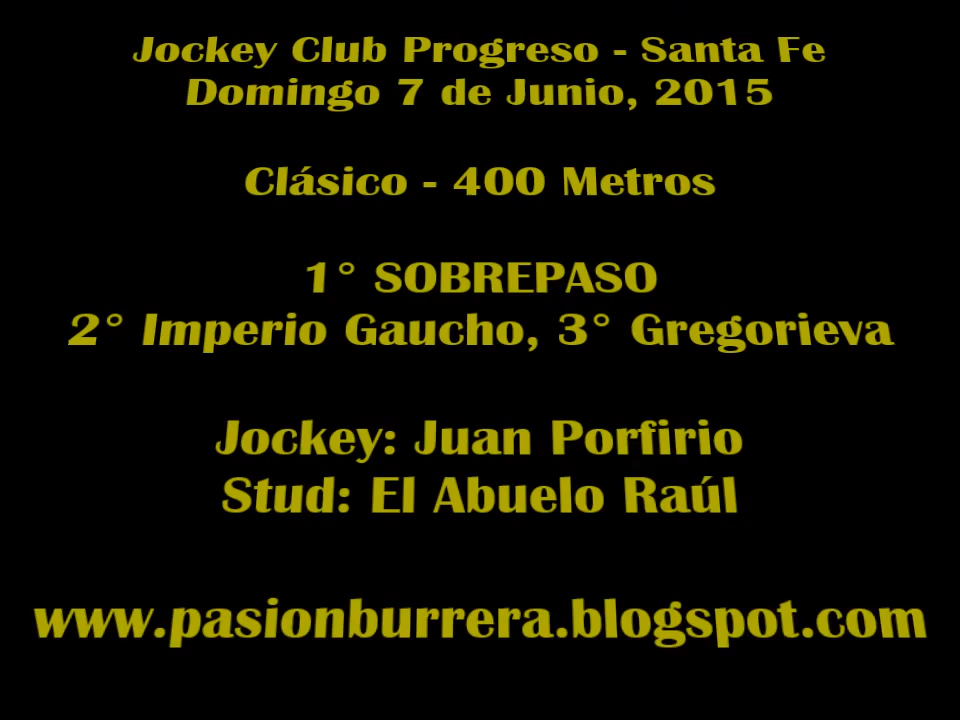 Jockey Club Progreso - Santa Fe
Domingo 7 de Junio, 2015
Clásico - 400 Metros
1° SOBREPASO
2° Imperio Gaucho, 3° Gregorieva
Jockey: Juan Porfirio
Stud: El Abuelo Raúl
www.pasionburrera.blogspot.com